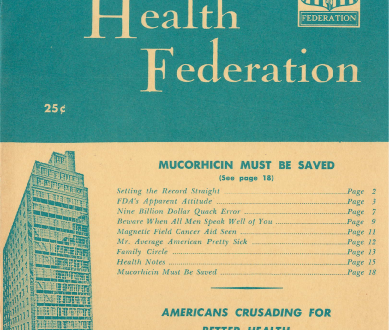 FEDERATION
Health
Federation
25¢
MUCORHICIN MUST BE SAVED
(See page 18)
Setting the Record Straight Page 2
FDA's Apparent Attitude Page 3
Nine Billion Dollar Quack Error Page 7
Beware When All Men Speak Well of You Page 9
Magnetic Field Cancer Aid Seen Page 11
Mr. Average American Pretty Sick Page 12
Family Circle Page 13
Health Notes Page 15
Mucorhicin Must Be Saved Page 18
AMERICANS CRUSADING FOR
BETTER HEALTH